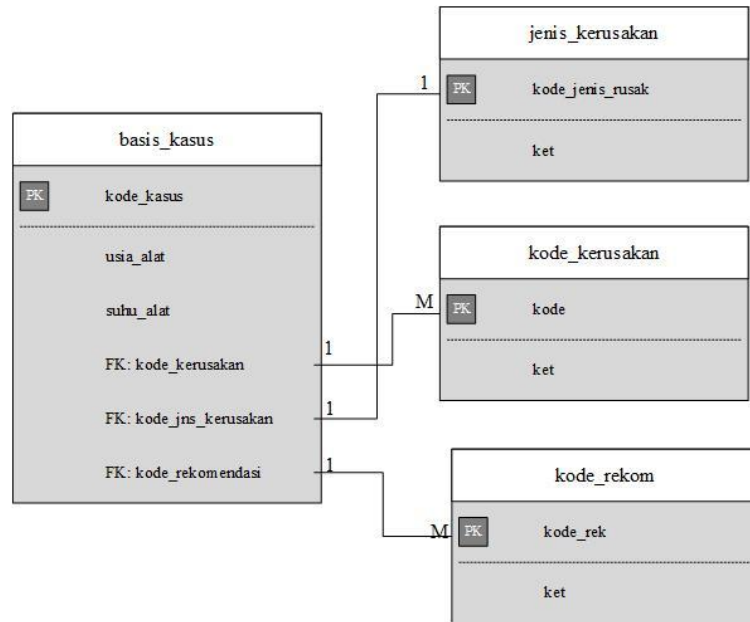 basis_kasus
PK kode_kasus
usia_alat
suhu_alat
FK: kode_kerusakan 1
FK: kode_jns_kerusakan 1
FK: kode_rekomendasi 1
jenis_kerusakan
1 PK kode_jenis_rusak
ket
kode_kerusakan
M PK kode
ket
kode_rekom
M PK kode_rek
ket